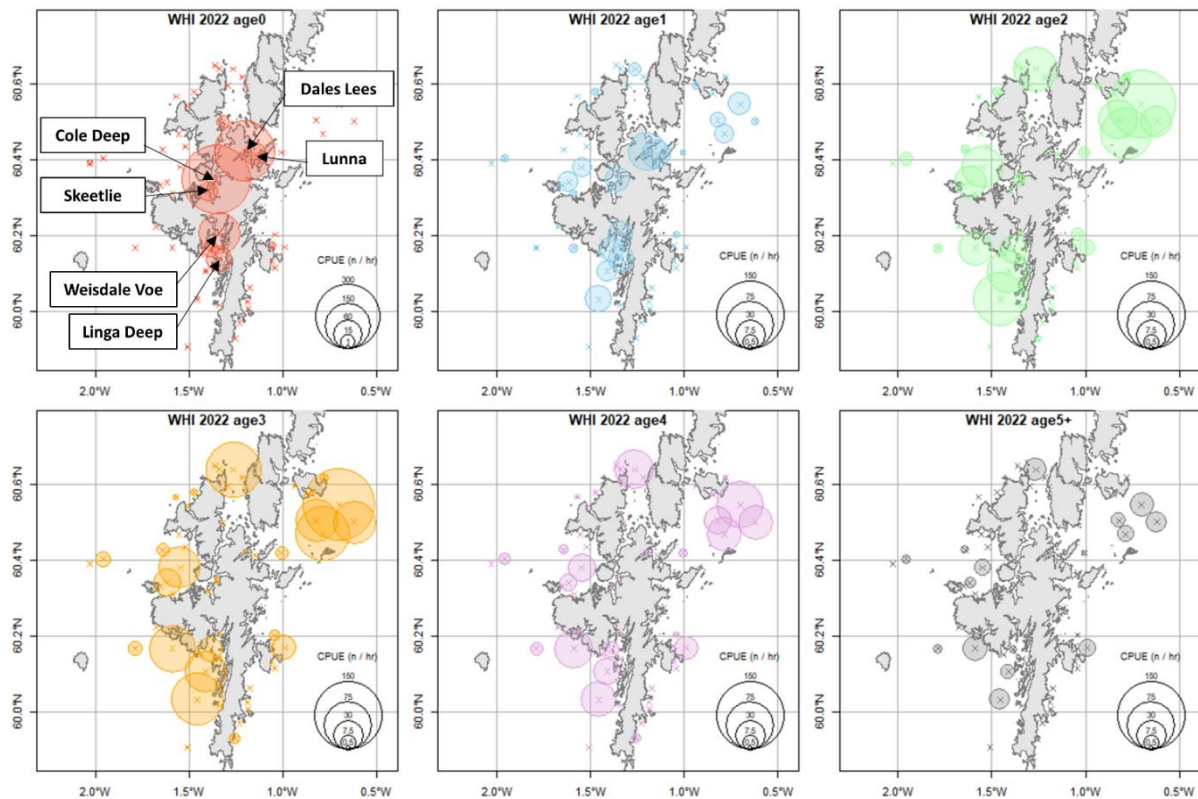 WHI 2022 age0
WHI 2022 age1
WHI 2022 age2
60.6°N
60.4°N
60.2°N
60.0°N
Dales Lees
Cole Deep
Lunna
Skeetlie
Weisdale Voe
Linga Deep
CPUE (n / hr)
300
150
60
15
1
2.0°W 1.5°W 1.0°W 0.5°W
60.6°N
60.4°N
60.2°N
60.0°N
CPUE (n / hr)
150
75
30
7.5
0.5
2.0°W 1.5°W 1.0°W 0.5°W
60.6°N
60.4°N
60.2°N
60.0°N
CPUE (n / hr)
150
75
30
7.5
0.5
2.0°W 1.5°W 1.0°W 0.5°W
WHI 2022 age3
WHI 2022 age4
WHI 2022 age5+
60.6°N
60.4°N
60.2°N
60.0°N
CPUE (n / hr)
150
75
30
7.5
0.5
2.0°W 1.5°W 1.0°W 0.5°W
60.6°N
60.4°N
60.2°N
60.0°N
CPUE (n / hr)
150
75
30
7.5
0.5
2.0°W 1.5°W 1.0°W 0.5°W
60.6°N
60.4°N
60.2°N
60.0°N
CPUE (n / hr)
150
75
30
7.5
0.5
2.0°W 1.5°W 1.0°W 0.5°W